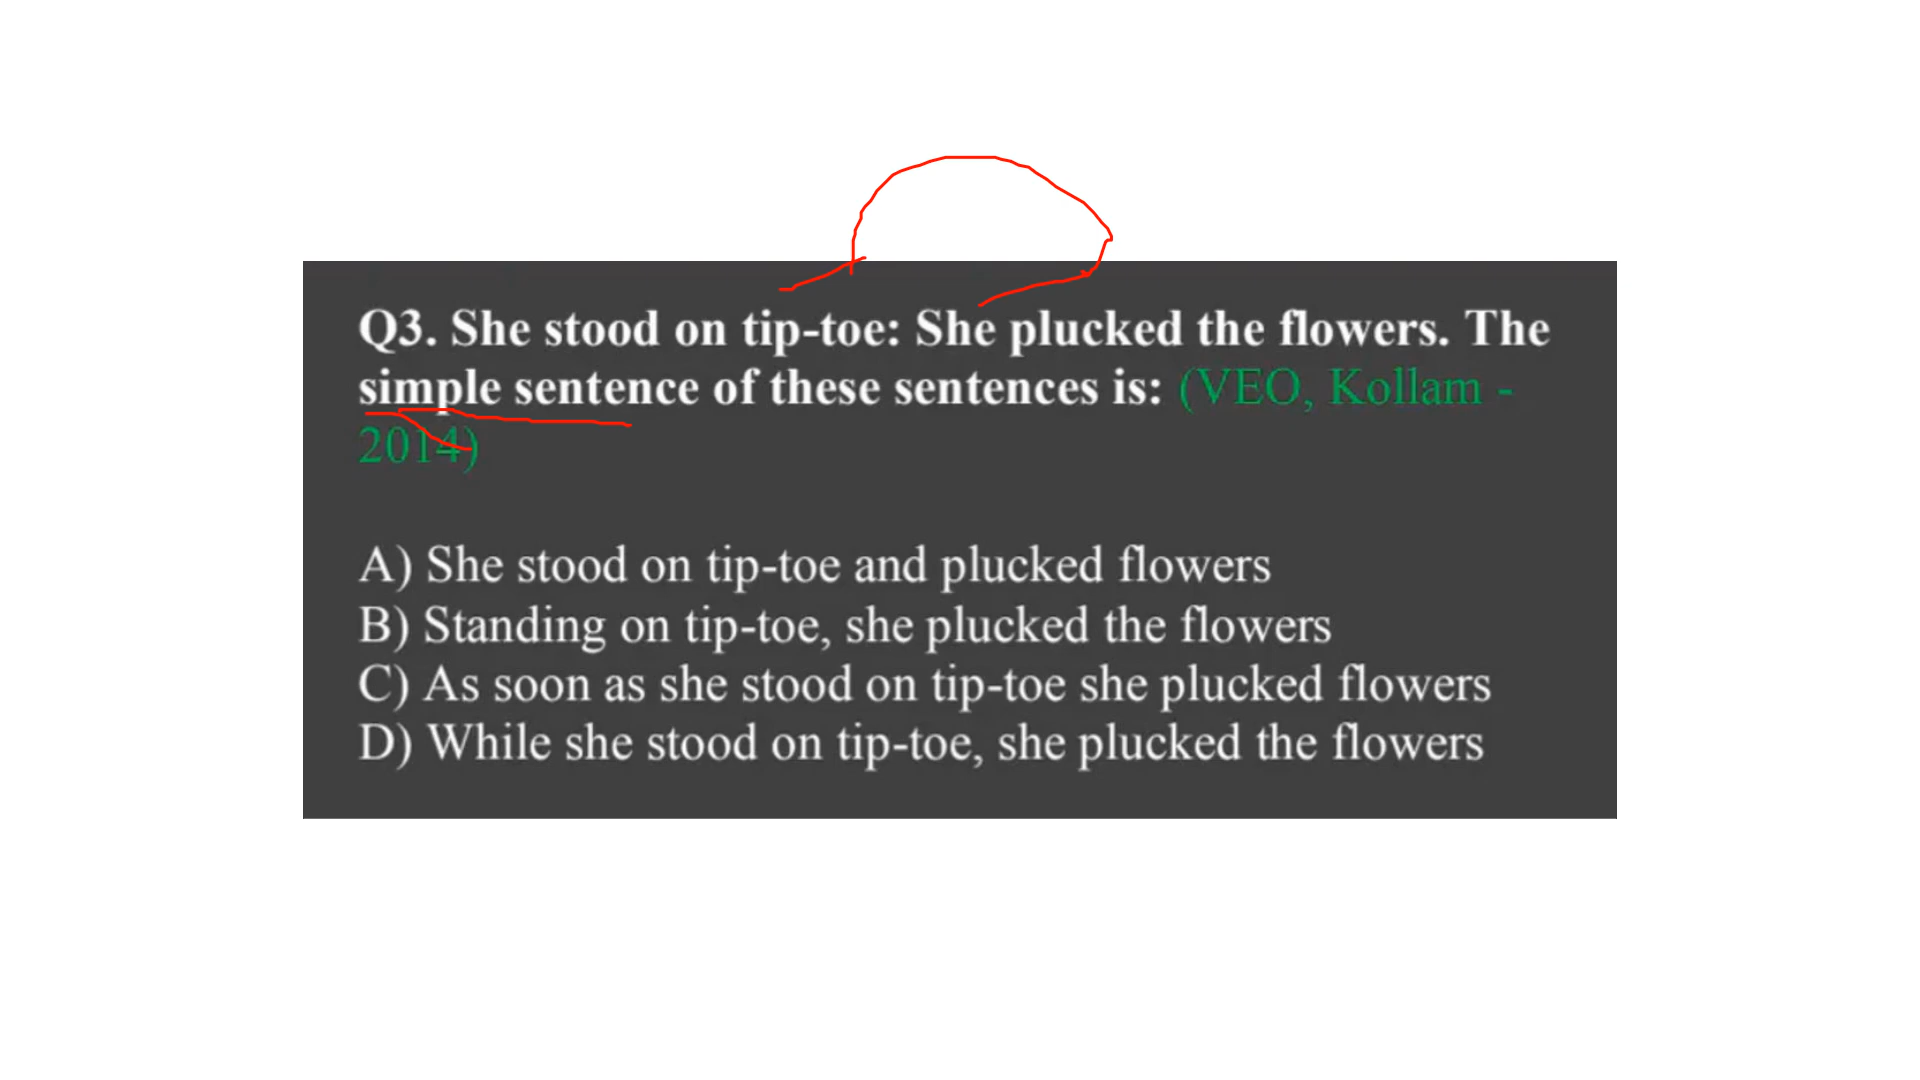 Q3. She stood on tip-toe: She plucked the flowers. The
simple sentence of these sentences is: (VEO, Kollam -
2014)
A) She stood on tip-toe and plucked flowers
B) Standing on tip-toe, she plucked the flowers
C) As soon as she stood on tip-toe she plucked flowers
D) While she stood on tip-toe, she plucked the flowers